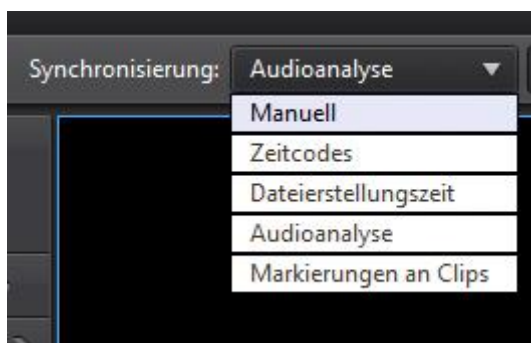 Synchronisierung: Audioanalyse
Manuell
Zeitcodes
Dateierstellungszeit
Audioanalyse
Markierungen an Clips